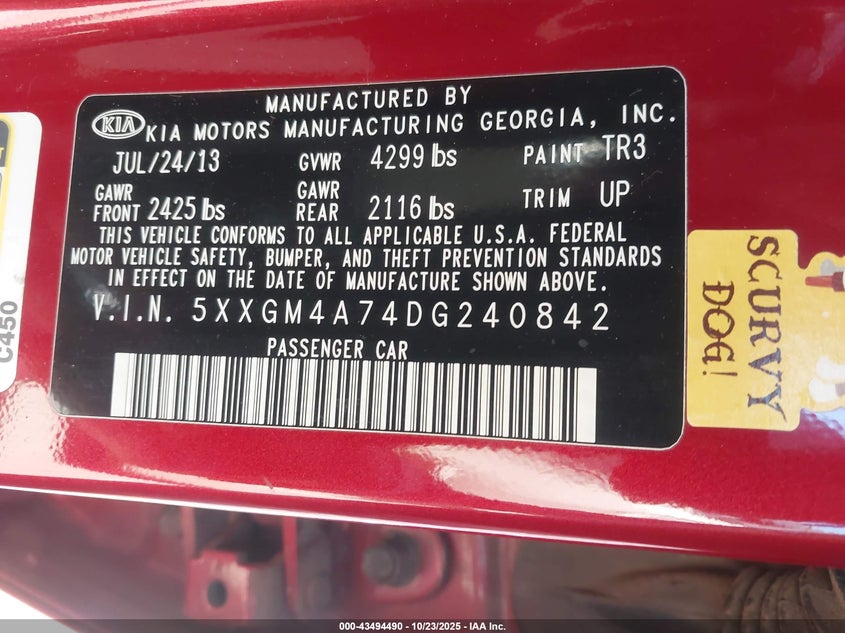 MANUFACTURED BY
KIA KIA MOTORS MANUFACTURING GEORGIA, INC.
JUL/24/13 GVWR 4299 lbs PAINT TR3
GAWR FRONT 2425 lbs GAWR REAR 2116 lbs TRIM UP
THIS VEHICLE CONFORMS TO ALL APPLICABLE U.S.A. FEDERAL
MOTOR VEHICLE SAFETY, BUMPER, AND THEFT PREVENTION STANDARDS
IN EFFECT ON THE DATE OF MANUFACTURE SHOWN ABOVE.
V.I.N. 5XXGM4A74DG240842
PASSENGER CAR
C450
SCURVY
DOG!
000-43494490 - 10/23/2025 - IAA Inc.